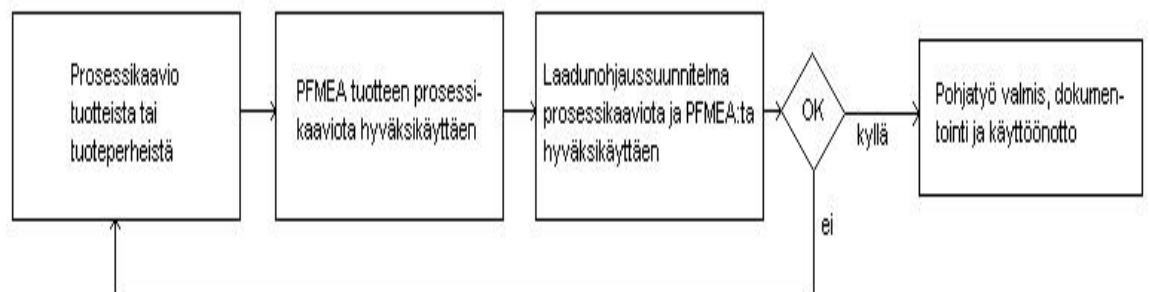 Prosessikaavio
tuotteista tai
tuoteperheistä
PFMEA tuotteen prosessi-
kaaviota hyväksikäyttäen
Laadunohjaussuunnitelma
prosessikaaviota ja PFMEA:ta
hyväksikäyttäen
OK
kyllä
ei
Pohjatyö valmis, dokumen-
tointi ja käyttöönotto